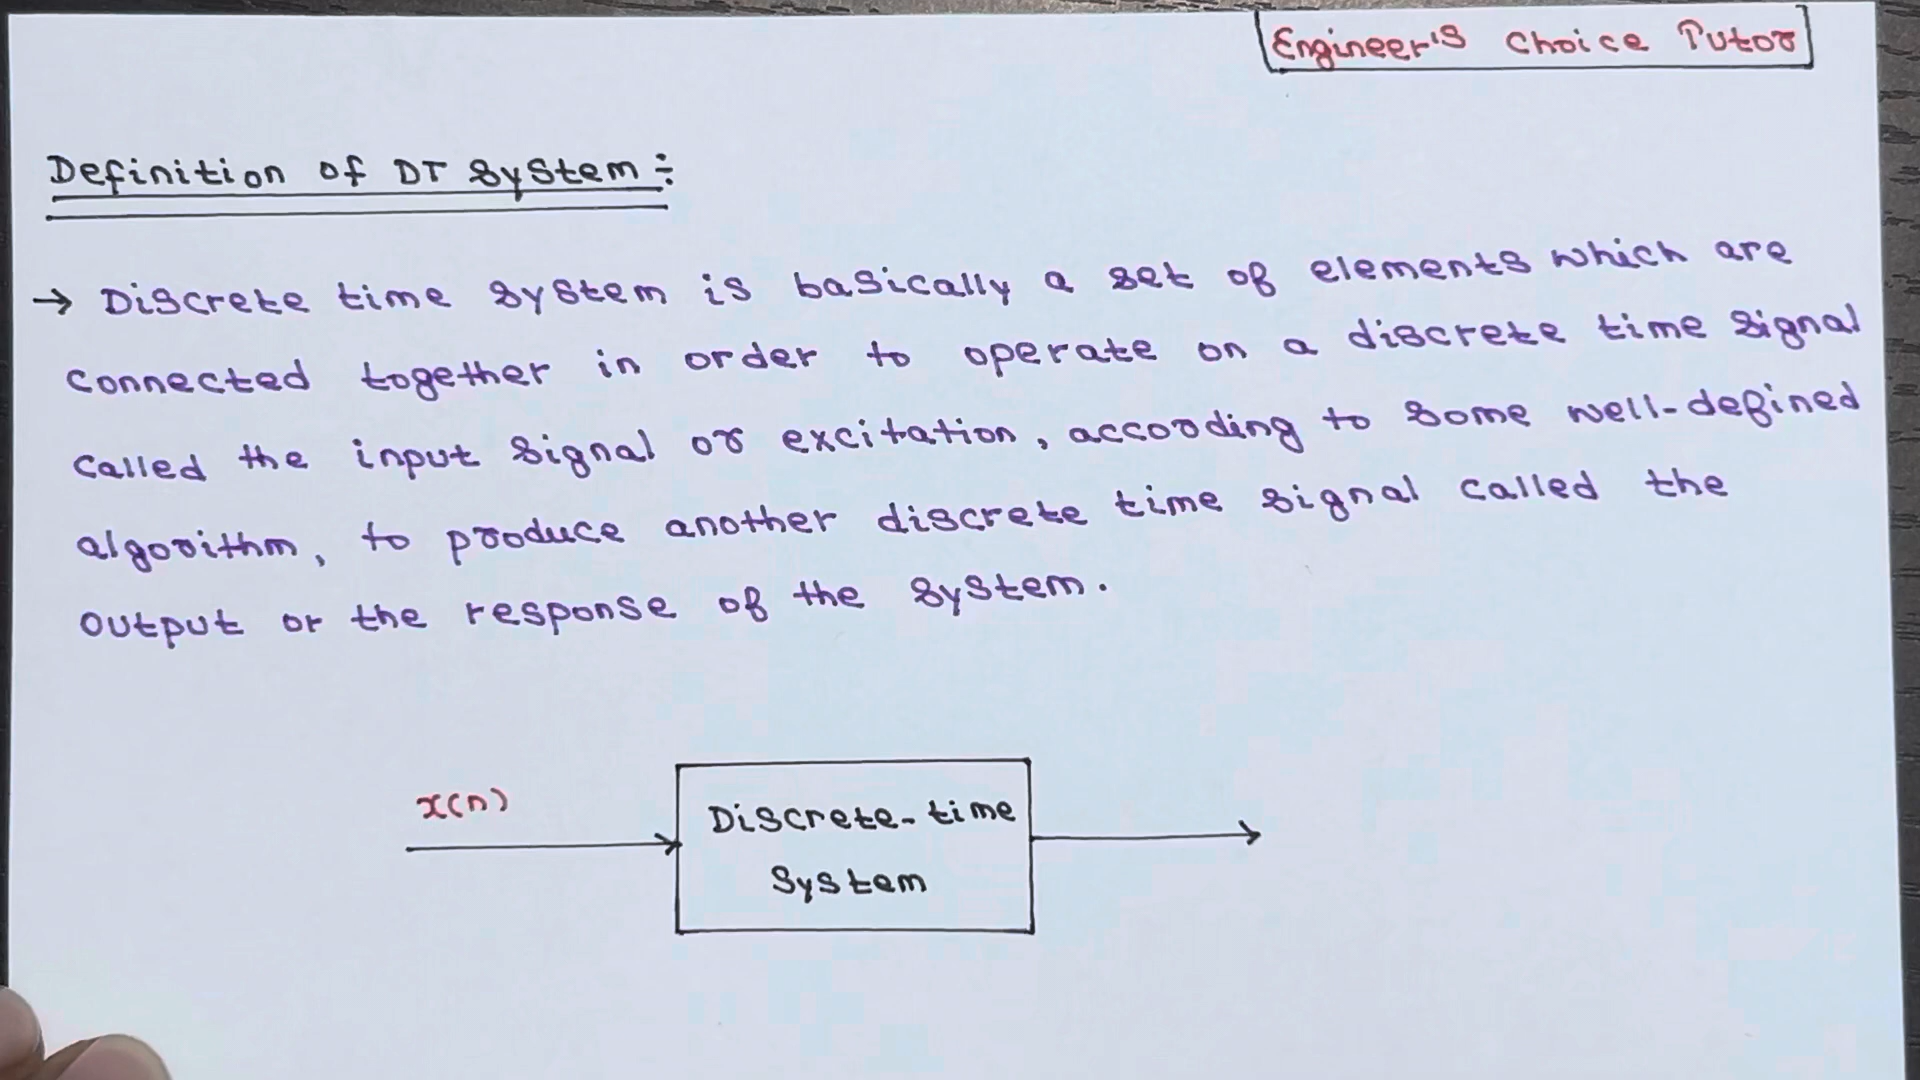 Engineer's Choice Tutor
Definition of DT System :
→ Discrete time system is basically a set of elements which are
connected together in order to operate on a discrete time signal
called the input signal or excitation, according to some well-defined
algorithm, to produce another discrete time signal called the
output or the response of the system.
x(n)
Discrete-time
System